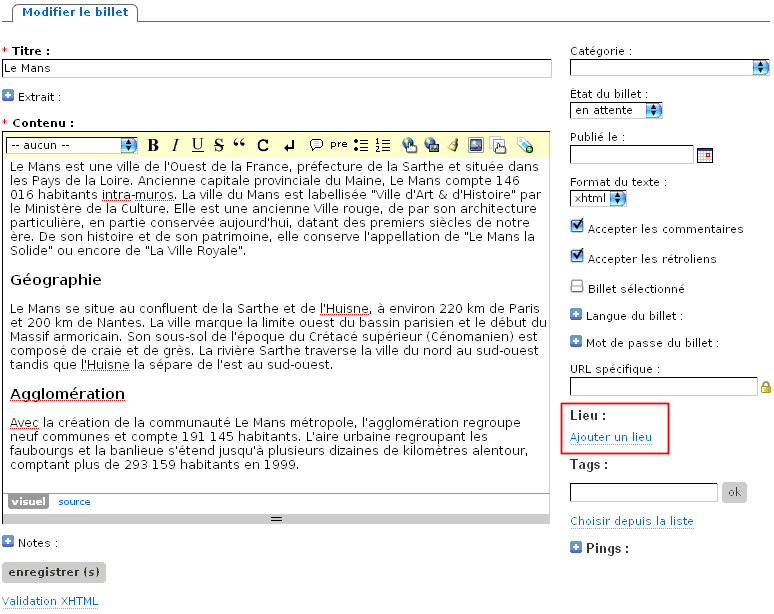 Modifier le billet
* Titre :
Le Mans
Extrait :
* Contenu :
-- aucun --
B I U S “ C pre
Le Mans est une ville de l'Ouest de la France, préfecture de la Sarthe et située dans
les Pays de la Loire. Ancienne capitale provinciale du Maine, Le Mans compte 146
016 habitants intra-muros. La ville du Mans est labellisée "Ville d'Art & d'Histoire" par
le Ministère de la Culture. Elle est une ancienne Ville rouge, de par son architecture
particulière, en partie conservée aujourd'hui, datant des premiers siècles de notre
ère. De son histoire et de son patrimoine, elle conserve l'appellation de "Le Mans la
Solide" ou encore de "La Ville Royale".
Géographie
Le Mans se situe au confluent de la Sarthe et de l'Huisne, à environ 220 km de Paris
et 200 km de Nantes. La ville marque la limite ouest du bassin parisien et le début du
Massif armoricain. Son sous-sol de l'époque du Crétacé supérieur (Cénomanien) est
composé de craie et de grès. La rivière Sarthe traverse la ville du nord au sud-ouest
tandis que l'Huisne la sépare de l'est au sud-ouest.
Agglomération
Avec la création de la communauté Le Mans métropole, l'agglomération regroupe
neuf communes et compte 191 145 habitants. L'aire urbaine regroupant les
faubourgs et la banlieue s'étend jusqu'à plusieurs dizaines de kilomètres alentour,
comptant plus de 293 159 habitants en 1999.
visuel source
Notes :
enregistrer (s)
Validation XHTML
Catégorie :
État du billet :
en attente
Publié le :
Format du texte :
xhtml
Accepter les commentaires
Accepter les rétroliens
Billet sélectionné
Langue du billet :
Mot de passe du billet :
URL spécifique :
Lieu :
Ajouter un lieu
Tags :
ok
Choisir depuis la liste
Pings :